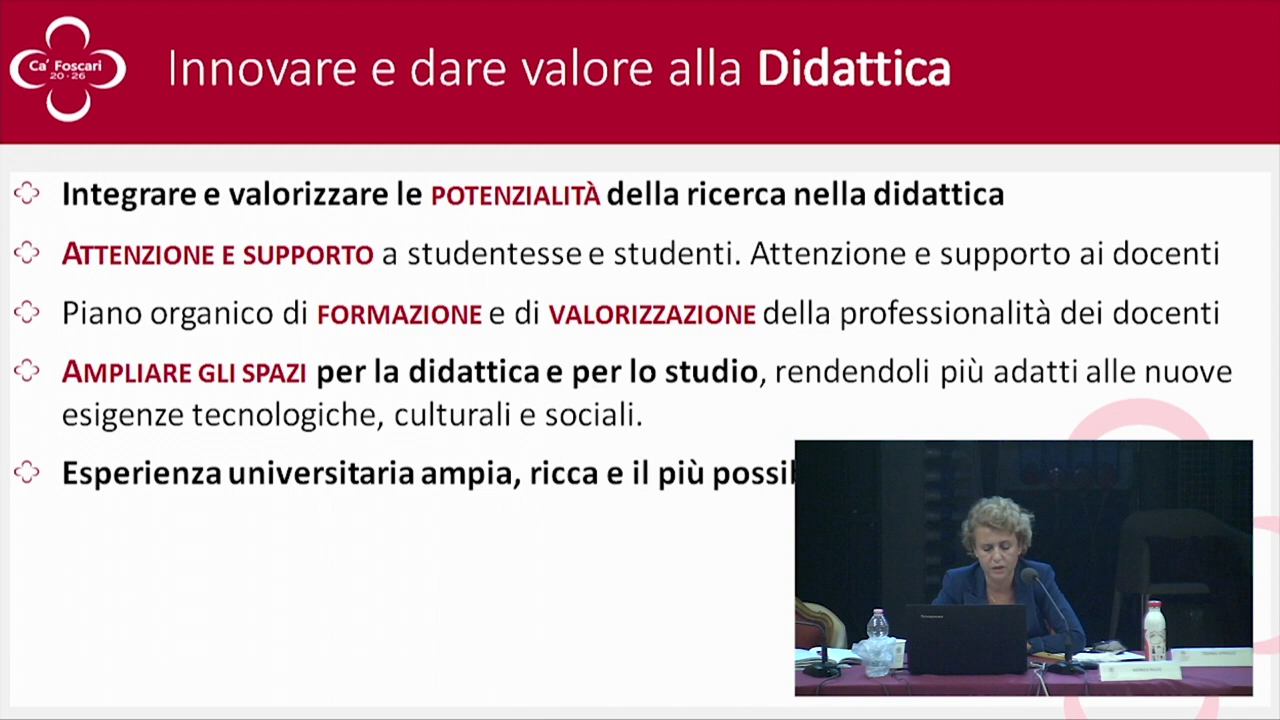 Ca' Foscari
20·26
Innovare e dare valore alla Didattica
Integrare e valorizzare le POTENZIALITÀ della ricerca nella didattica
ATTENZIONE E SUPPORTO a studentesse e studenti. Attenzione e supporto ai docenti
Piano organico di FORMAZIONE e di VALORIZZAZIONE della professionalità dei docenti
AMPLIARE GLI SPAZI per la didattica e per lo studio, rendendoli più adatti alle nuove
esigenze tecnologiche, culturali e sociali.
Esperienza universitaria ampia, ricca e il più